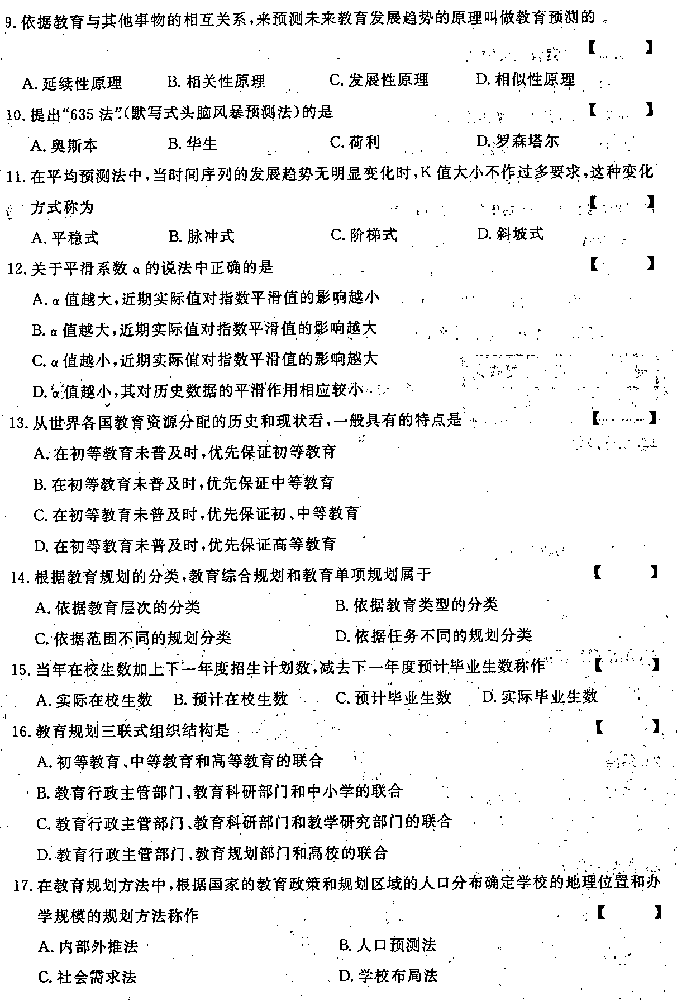 9. 依据教育与其他事物的相互关系,来预测未来教育发展趋势的原理叫做教育预测的
【 】
A. 延续性原理 B. 相关性原理 C. 发展性原理 D. 相似性原理
10. 提出“635 法”(默写式头脑风暴预测法)的是 【 】
A. 奥斯本 B. 华生 C. 荷利 D. 罗森塔尔
11. 在平均预测法中,当时间序列的发展趋势无明显变化时,K 值大小不作过多要求,这种变化
方式称为 【 】
A. 平稳式 B. 脉冲式 C. 阶梯式 D. 斜坡式
12. 关于平滑系数 α 的说法中正确的是 【 】
A. α 值越大,近期实际值对指数平滑值的影响越小
B. α 值越大,近期实际值对指数平滑值的影响越大
C. α 值越小,近期实际值对指数平滑值的影响越大
D. α 值越小,其对历史数据的平滑作用相应较小
13. 从世界各国教育资源分配的历史和现状看,一般具有的特点是 【 】
A. 在初等教育未普及时,优先保证初等教育
B. 在初等教育未普及时,优先保证中等教育
C. 在初等教育未普及时,优先保证初、中等教育
D. 在初等教育未普及时,优先保证高等教育
14. 根据教育规划的分类,教育综合规划和教育单项规划属于 【 】
A. 依据教育层次的分类 B. 依据教育类型的分类
C. 依据范围不同的规划分类 D. 依据任务不同的规划分类
15. 当年在校生数加上下一年度招生计划数,减去下一年度预计毕业生数称作 【 】
A. 实际在校生数 B. 预计在校生数 C. 预计毕业生数 D. 实际毕业生数
16. 教育规划三联式组织结构是 【 】
A. 初等教育、中等教育和高等教育的联合
B. 教育行政主管部门、教育科研部门和中小学的联合
C. 教育行政主管部门、教育科研部门和教学研究部门的联合
D. 教育行政主管部门、教育规划部门和高校的联合
17. 在教育规划方法中,根据国家的教育政策和规划区域的人口分布确定学校的地理位置和办
学规模的规划方法称作 【 】
A. 内部外推法 B. 人口预测法
C. 社会需求法 D. 学校布局法